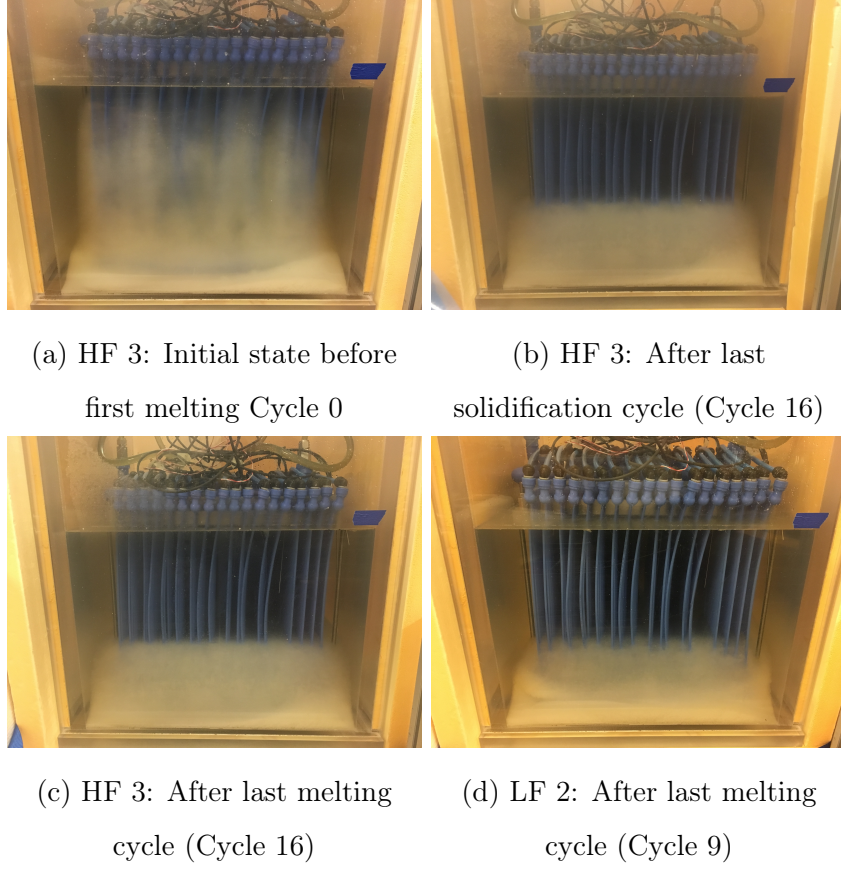 (a) HF 3: Initial state before
first melting Cycle 0
(b) HF 3: After last
solidification cycle (Cycle 16)
(c) HF 3: After last melting
cycle (Cycle 16)
(d) LF 2: After last melting
cycle (Cycle 9)